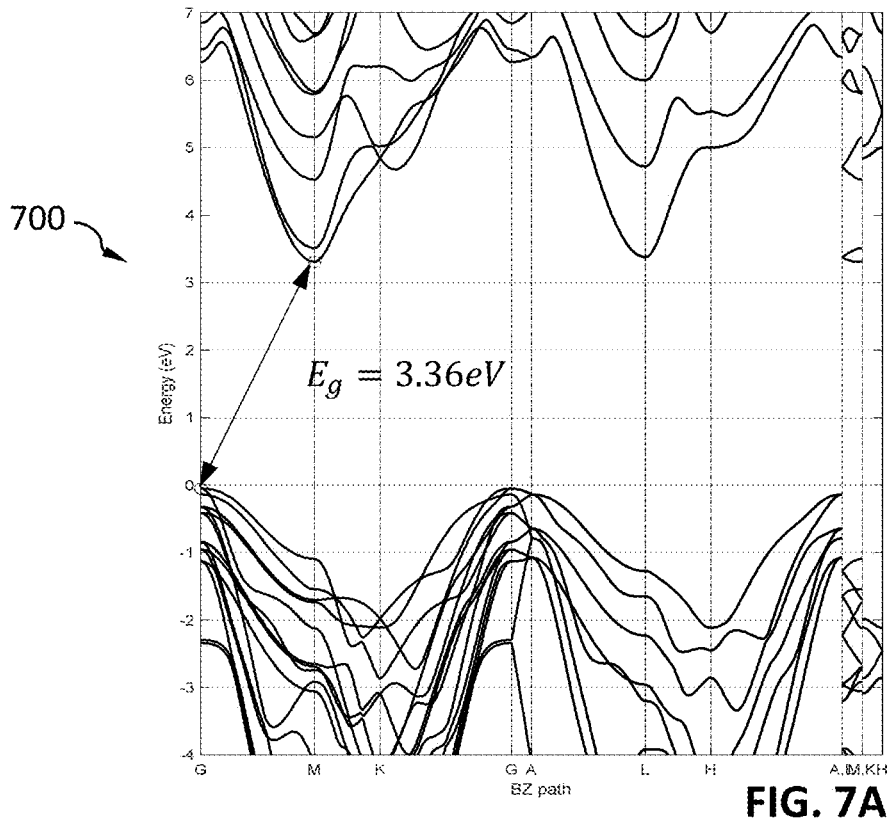 7
6
5
4
3
2
1
0
-1
-2
-3
-4
Energy (eV)
700
E_g = 3.36eV
G M K G A L H A,L M,K H
BZ path
FIG. 7A